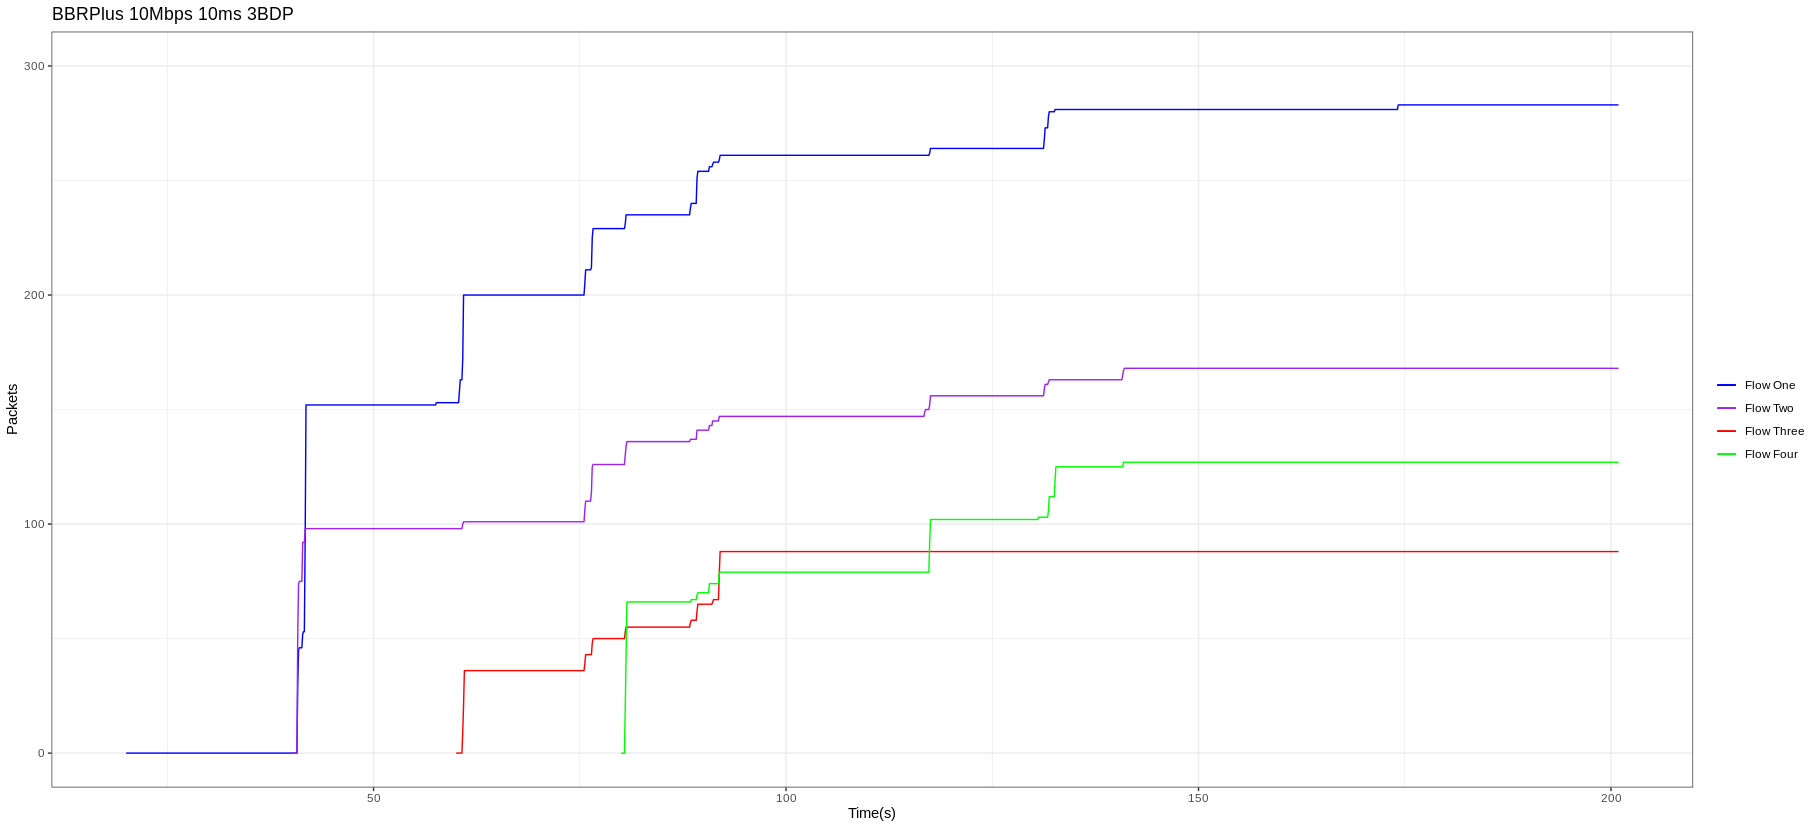 BBRPlus 10Mbps 10ms 3BDP
300
200
100
0
Packets
50 100 150 200
Time(s)
Flow One
Flow Two
Flow Three
Flow Four